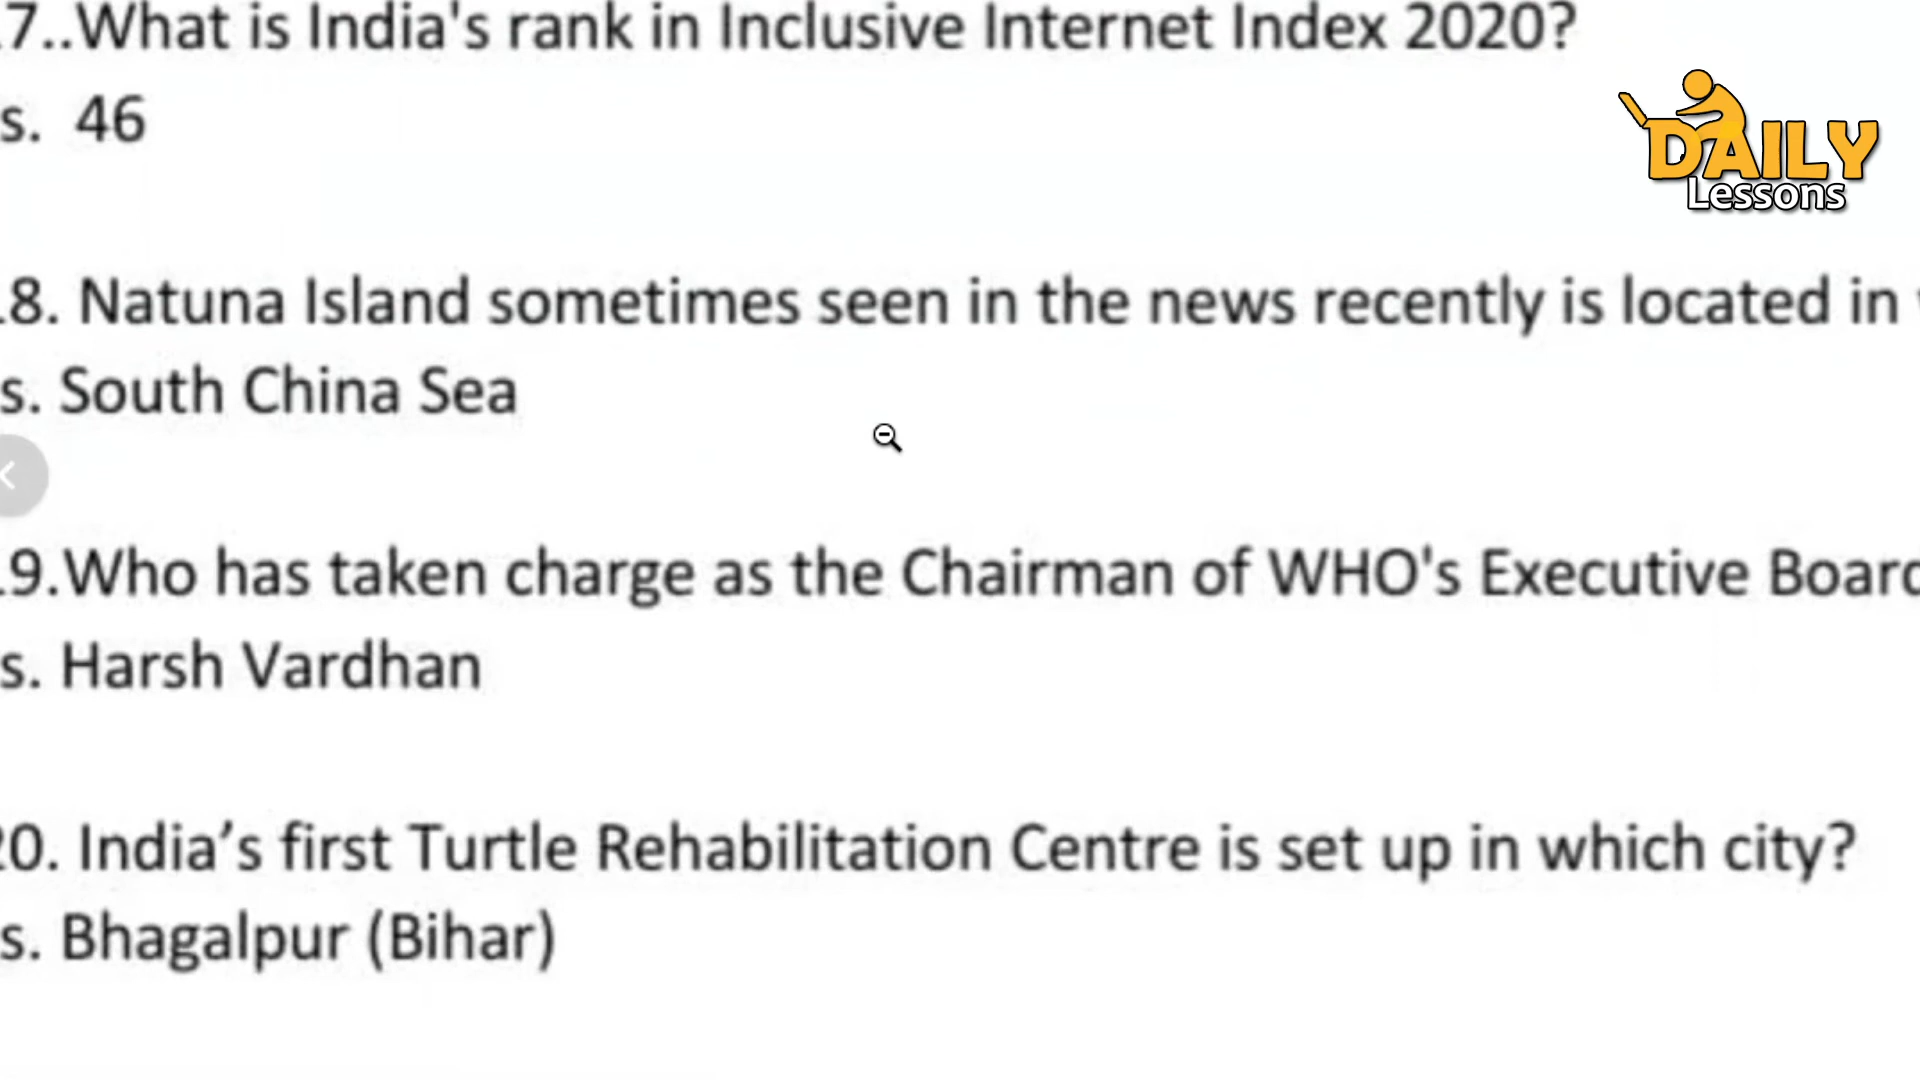 7..What is India's rank in Inclusive Internet Index 2020?
s. 46
DAILY
Lessons
8. Natuna Island sometimes seen in the news recently is located in
s. South China Sea
9.Who has taken charge as the Chairman of WHO's Executive Board
s. Harsh Vardhan
20. India’s first Turtle Rehabilitation Centre is set up in which city?
s. Bhagalpur (Bihar)